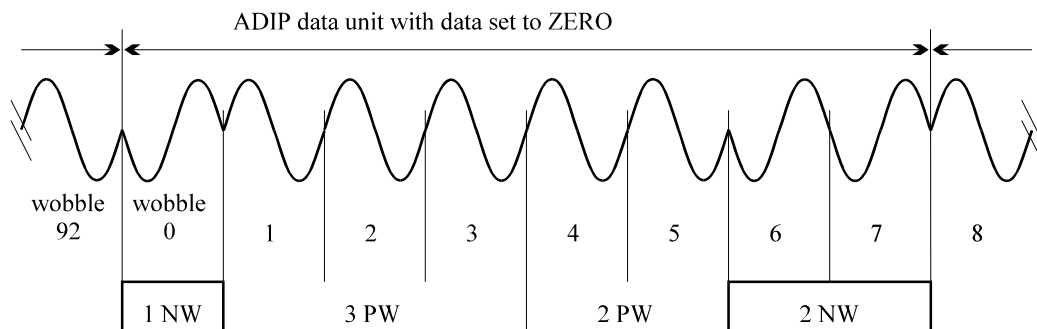 ADIP data unit with data set to ZERO
wobble wobble
92 0 1 2 3 4 5 6 7 8
1 NW 3 PW 2 PW 2 NW